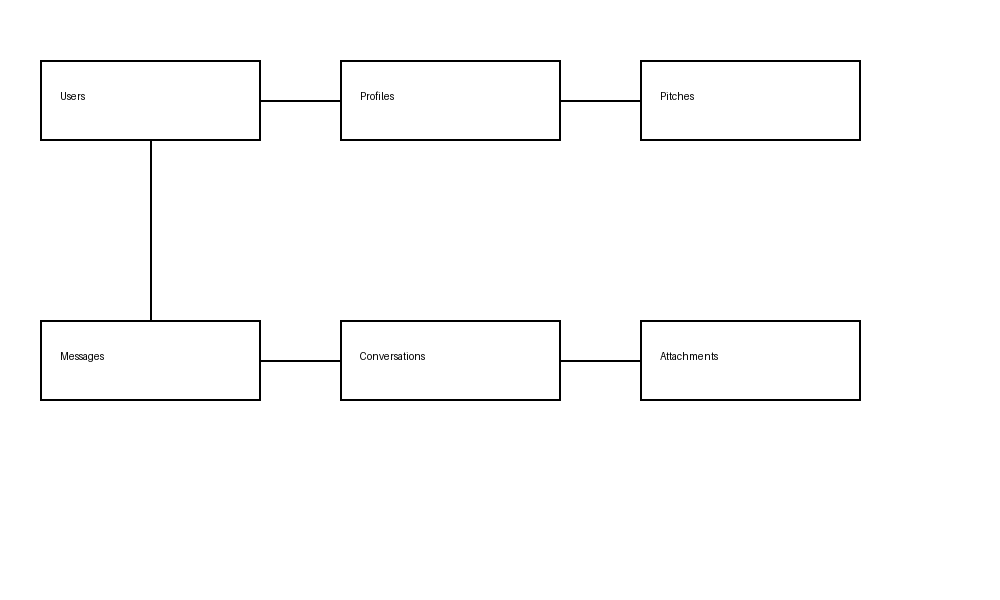 Users
Profiles
Pitches
Messages
Conversations
Attachments